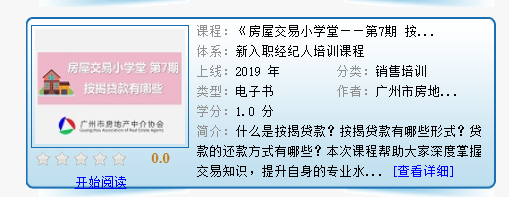 房屋交易小学堂 第7期
按揭贷款有哪些
广州市房地产中介协会
Guangzhou Association of Real Estate Agents
0.0
开始阅读
课程：《房屋交易小学堂——第7期 按...
体系：新入职经纪人培训课程
上线：2019 年 分类：销售培训
类型：电子书 作者：广州市房地...
学分：1.0 分
简介：什么是按揭贷款？按揭贷款有哪些形式？贷
款的还款方式有哪些？本次课程帮助大家深度掌握
交易知识，提升自身的专业水... [查看详细]